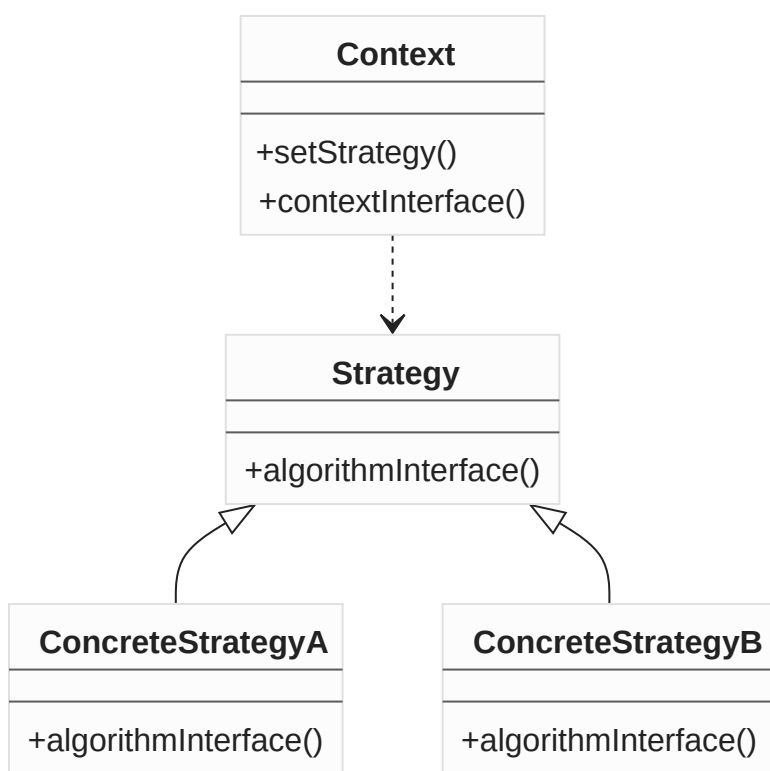 Context
+setStrategy()
+contextInterface()
Strategy
+algorithmInterface()
ConcreteStrategyA
+algorithmInterface()
ConcreteStrategyB
+algorithmInterface()